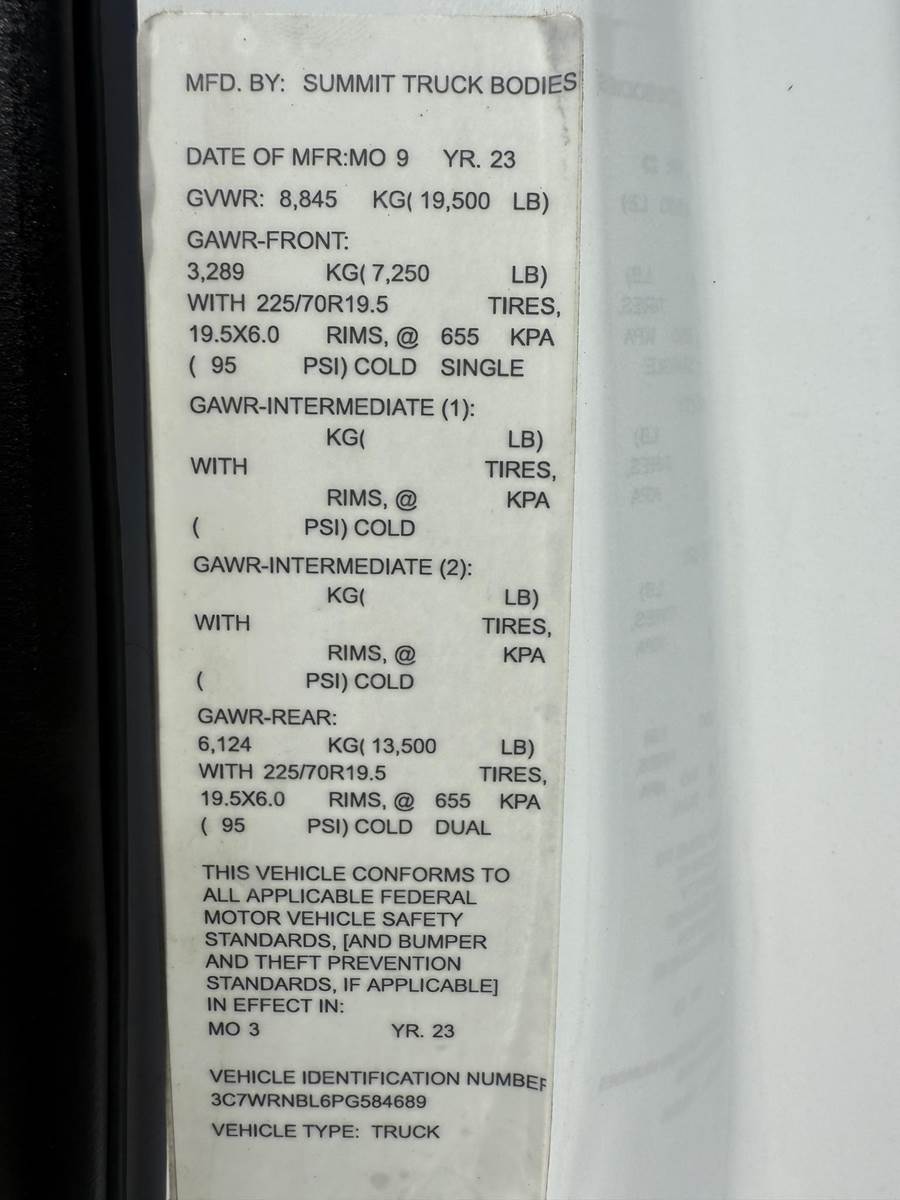 MFD. BY: SUMMIT TRUCK BODIES
DATE OF MFR:MO 9 YR. 23
GVWR: 8,845 KG( 19,500 LB)
GAWR-FRONT:
3,289 KG( 7,250 LB)
WITH 225/70R19.5 TIRES,
19.5X6.0 RIMS, @ 655 KPA
( 95 PSI) COLD SINGLE
GAWR-INTERMEDIATE (1):
KG( LB)
WITH TIRES,
RIMS, @ KPA
( PSI) COLD
GAWR-INTERMEDIATE (2):
KG( LB)
WITH TIRES,
RIMS, @ KPA
( PSI) COLD
GAWR-REAR:
6,124 KG( 13,500 LB)
WITH 225/70R19.5 TIRES,
19.5X6.0 RIMS, @ 655 KPA
( 95 PSI) COLD DUAL
THIS VEHICLE CONFORMS TO
ALL APPLICABLE FEDERAL
MOTOR VEHICLE SAFETY
STANDARDS, [AND BUMPER
AND THEFT PREVENTION
STANDARDS, IF APPLICABLE]
IN EFFECT IN:
MO 3 YR. 23
VEHICLE IDENTIFICATION NUMBER
3C7WRNBL6PG584689
VEHICLE TYPE: TRUCK